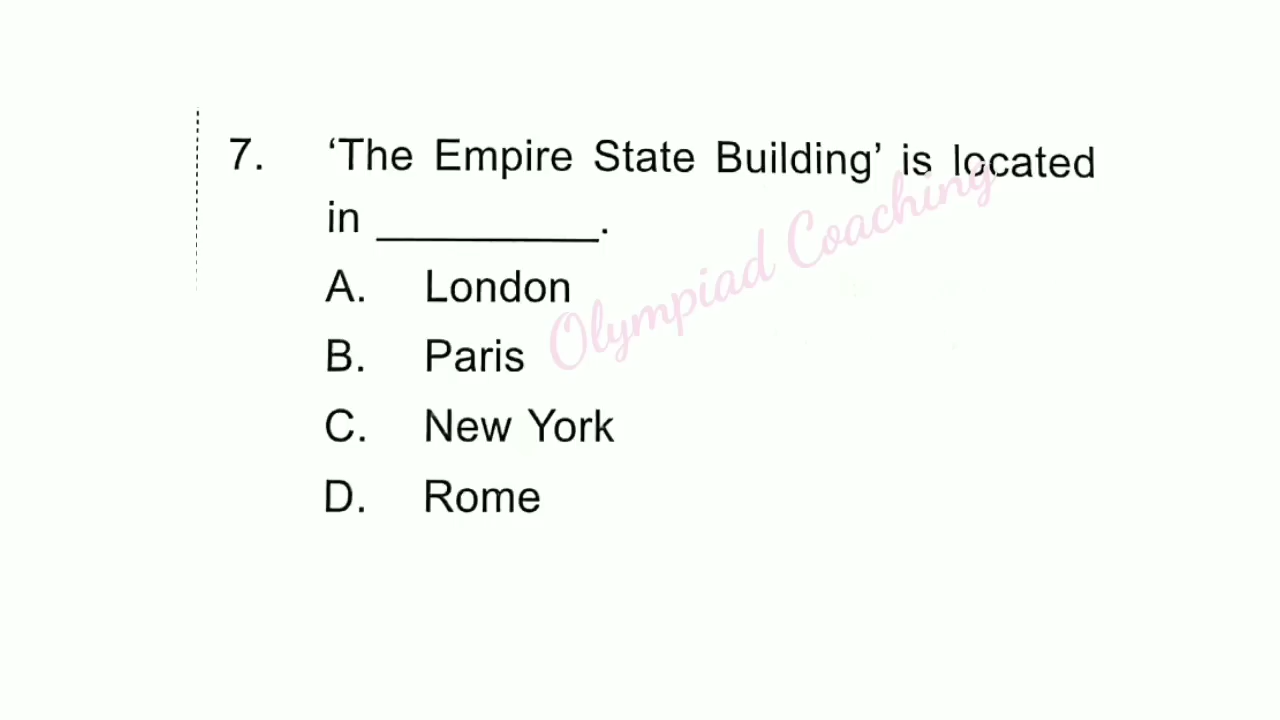 7. ‘The Empire State Building’ is located
in __________.
A. London
B. Paris
C. New York
D. Rome
Olympiad Coaching